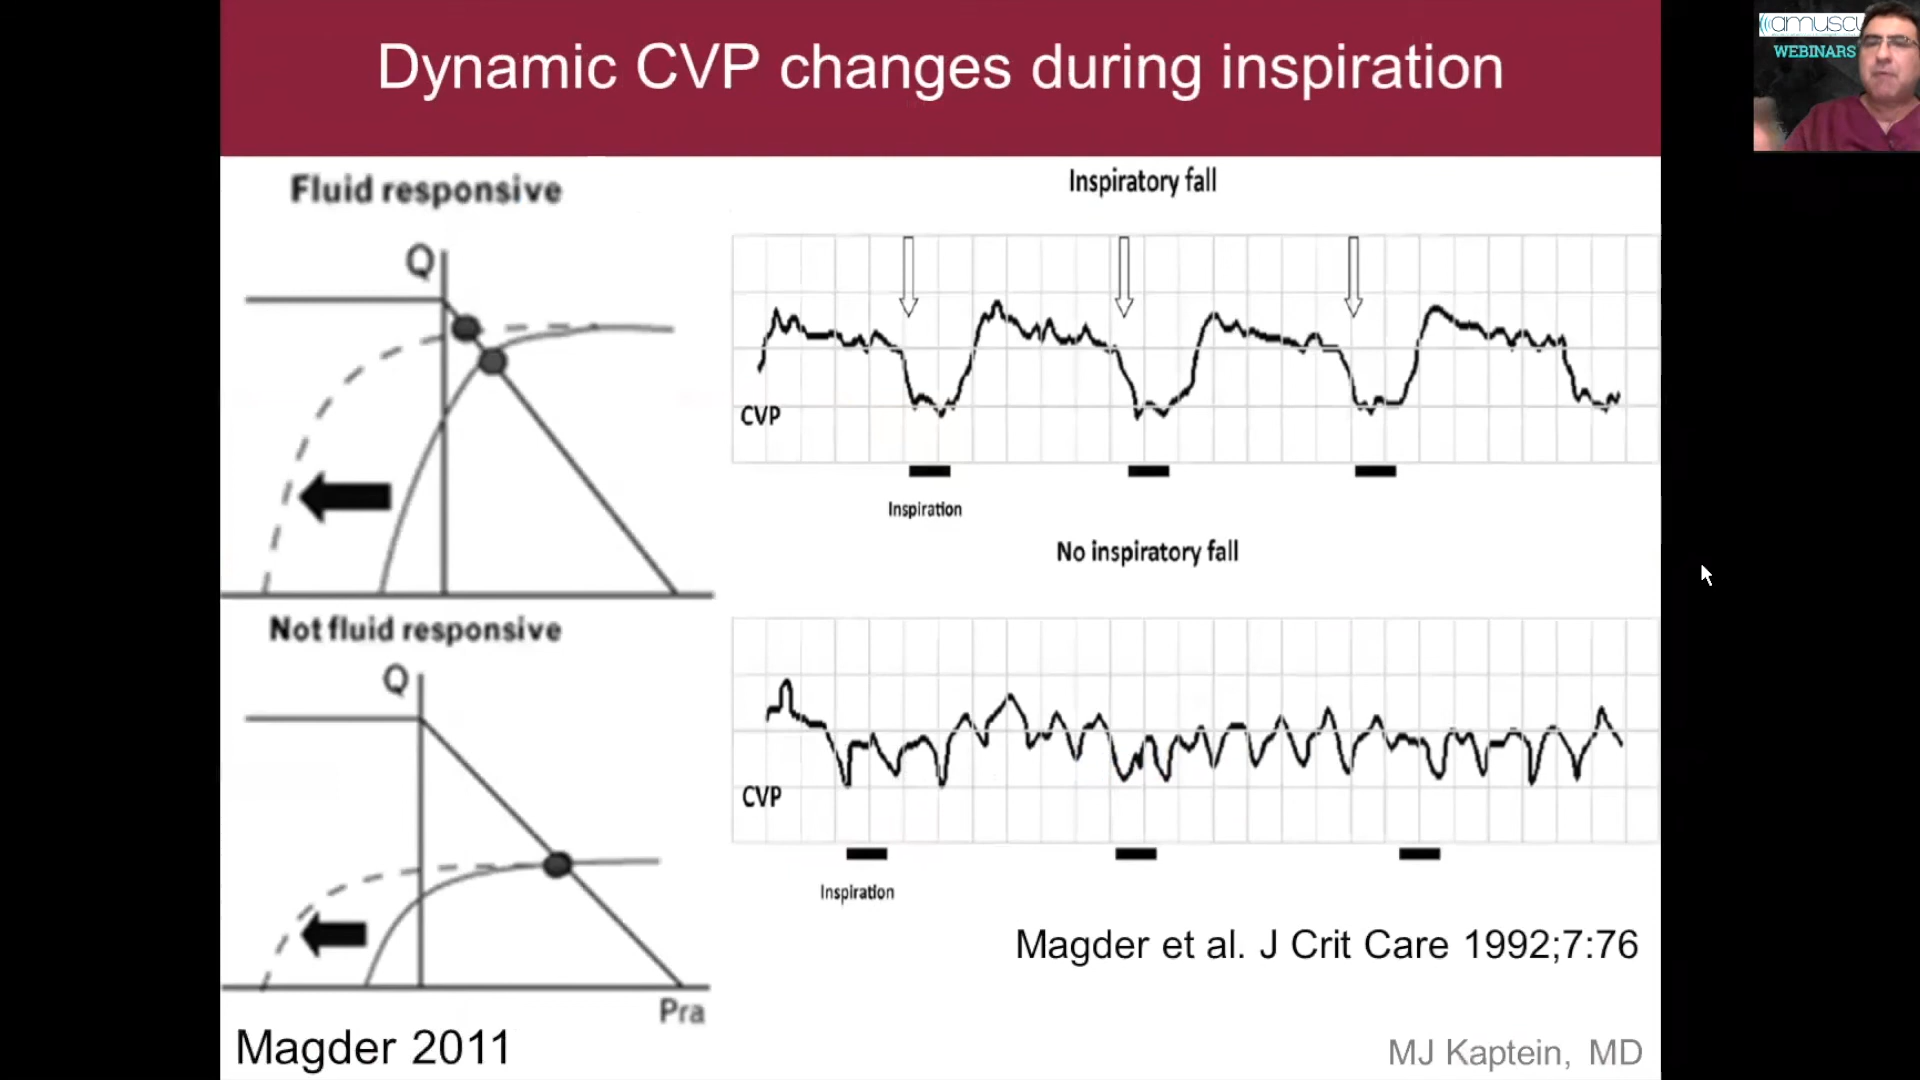 Dynamic CVP changes during inspiration
WEBINARS
Fluid responsive
Q
Inspiratory fall
CVP
Inspiration
No inspiratory fall
Not fluid responsive
Q
CVP
Inspiration
Pra
Magder et al. J Crit Care 1992;7:76
Magder 2011
MJ Kaptein, MD